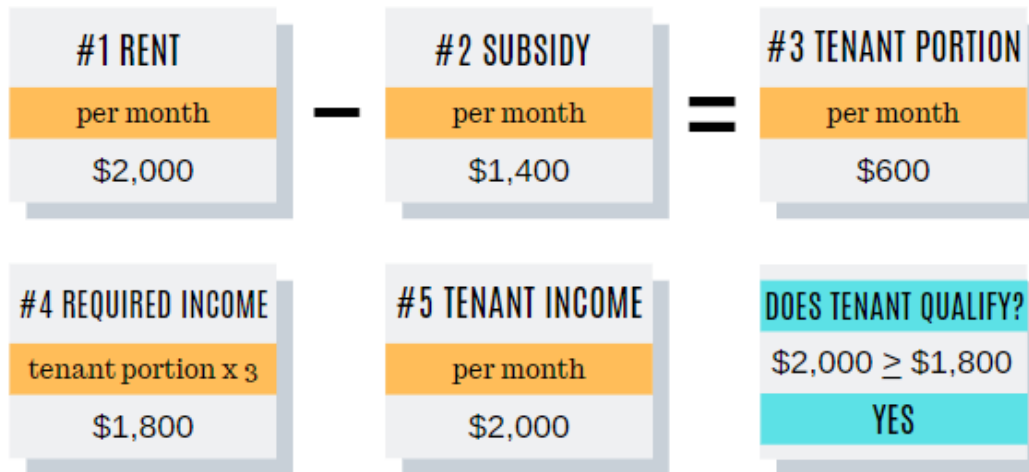 #1 RENT
per month
$2,000
–
#2 SUBSIDY
per month
$1,400
=
#3 TENANT PORTION
per month
$600
#4 REQUIRED INCOME
tenant portion x 3
$1,800
#5 TENANT INCOME
per month
$2,000
DOES TENANT QUALIFY?
$2,000 ≥ $1,800
YES